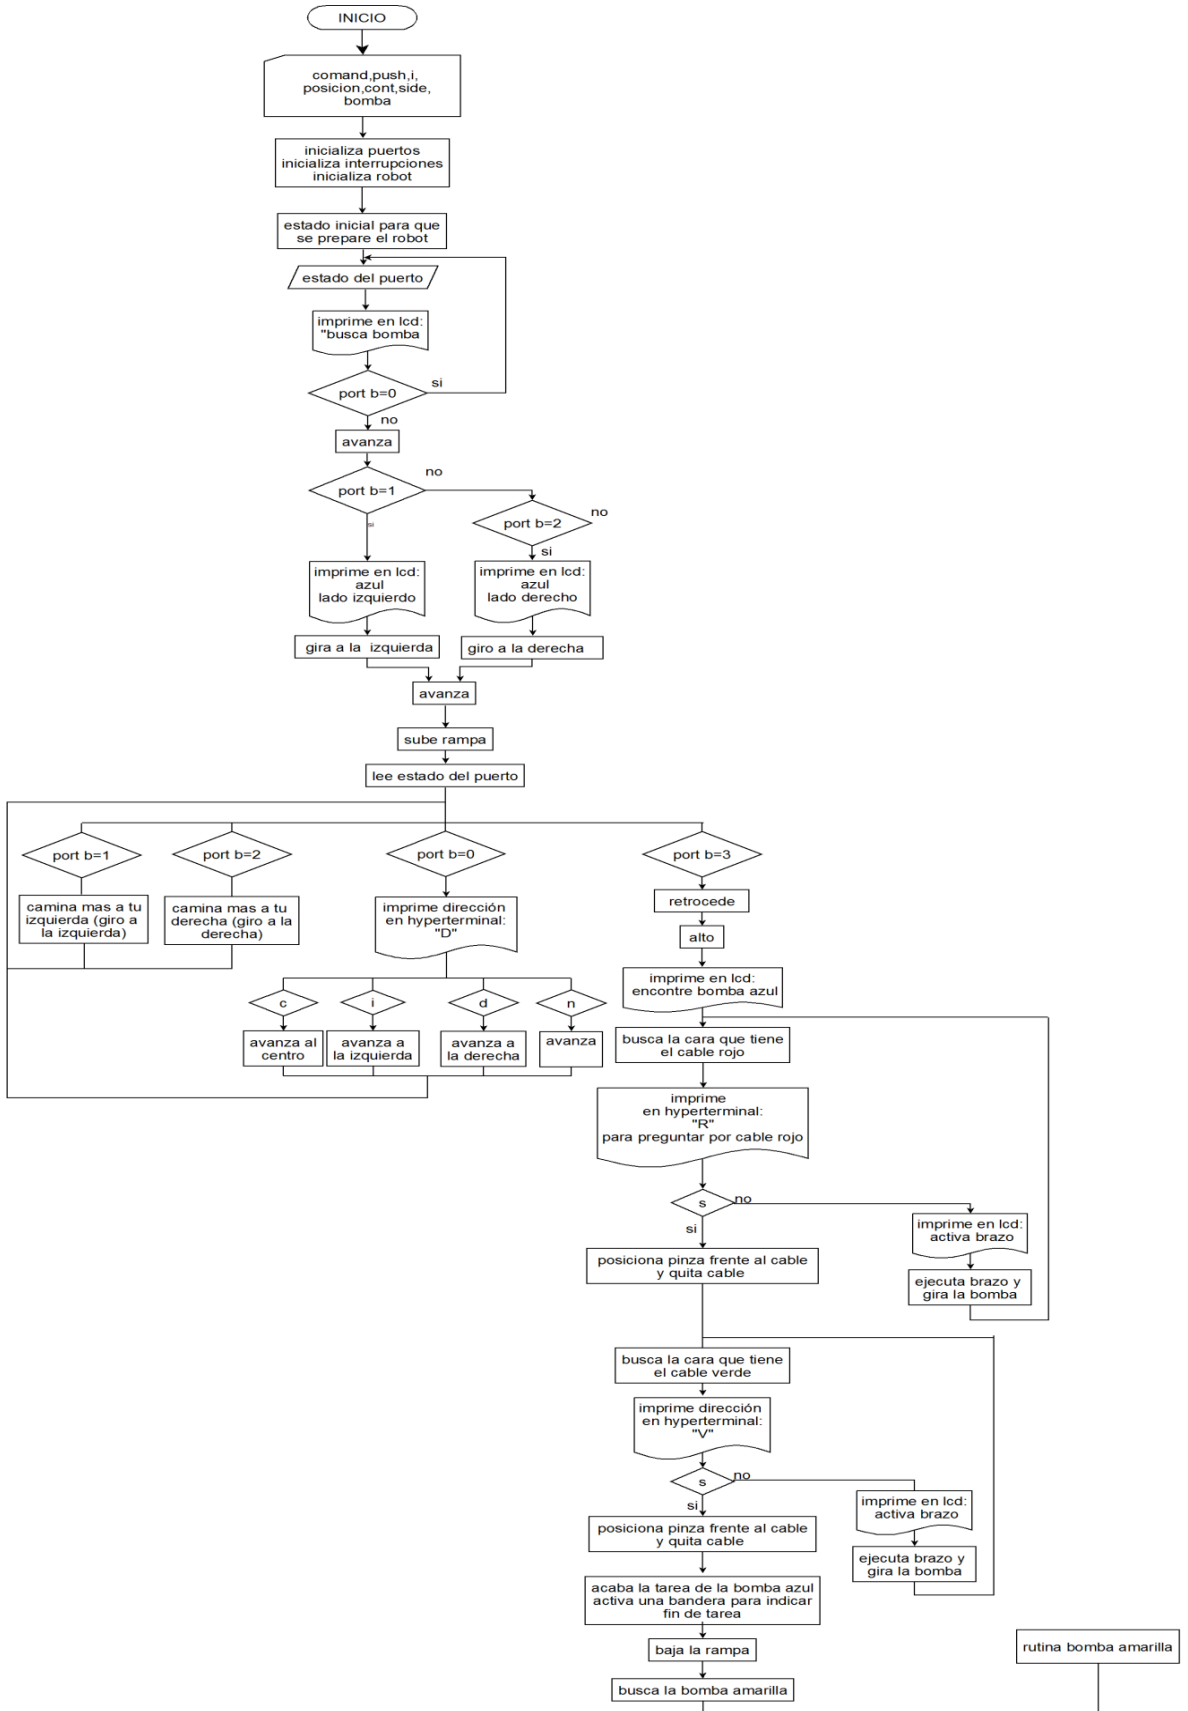 INICIO
comand,push,i,
posicion,cont,side,
bomba
inicializa puertos
inicializa interrupciones
inicializa robot
estado inicial para que
se prepare el robot
estado del puerto
imprime en lcd:
"busca bomba
port b=0
si
no
avanza
port b=1
no
si
port b=2
no
si
imprime en lcd:
azul
lado izquierdo
imprime en lcd:
azul
lado derecho
gira a la izquierda
giro a la derecha
avanza
sube rampa
lee estado del puerto
port b=1
port b=2
port b=0
port b=3
camina mas a tu
izquierda (giro a
la izquierda)
camina mas a tu
derecha (giro a la
derecha)
imprime dirección
en hyperterminal:
"D"
retrocede
alto
imprime en lcd:
encontre bomba azul
c
i
d
n
avanza al
centro
avanza a
la izquierda
avanza a
la derecha
avanza
busca la cara que tiene
el cable rojo
imprime
en hyperterminal:
"R"
para preguntar por cable rojo
s
no
si
imprime en lcd:
activa brazo
posiciona pinza frente al cable
y quita cable
ejecuta brazo y
gira la bomba
busca la cara que tiene
el cable verde
imprime dirección
en hyperterminal:
"V"
s
no
si
imprime en lcd:
activa brazo
posiciona pinza frente al cable
y quita cable
ejecuta brazo y
gira la bomba
acaba la tarea de la bomba azul
activa una bandera para indicar
fin de tarea
baja la rampa
rutina bomba amarilla
busca la bomba amarilla